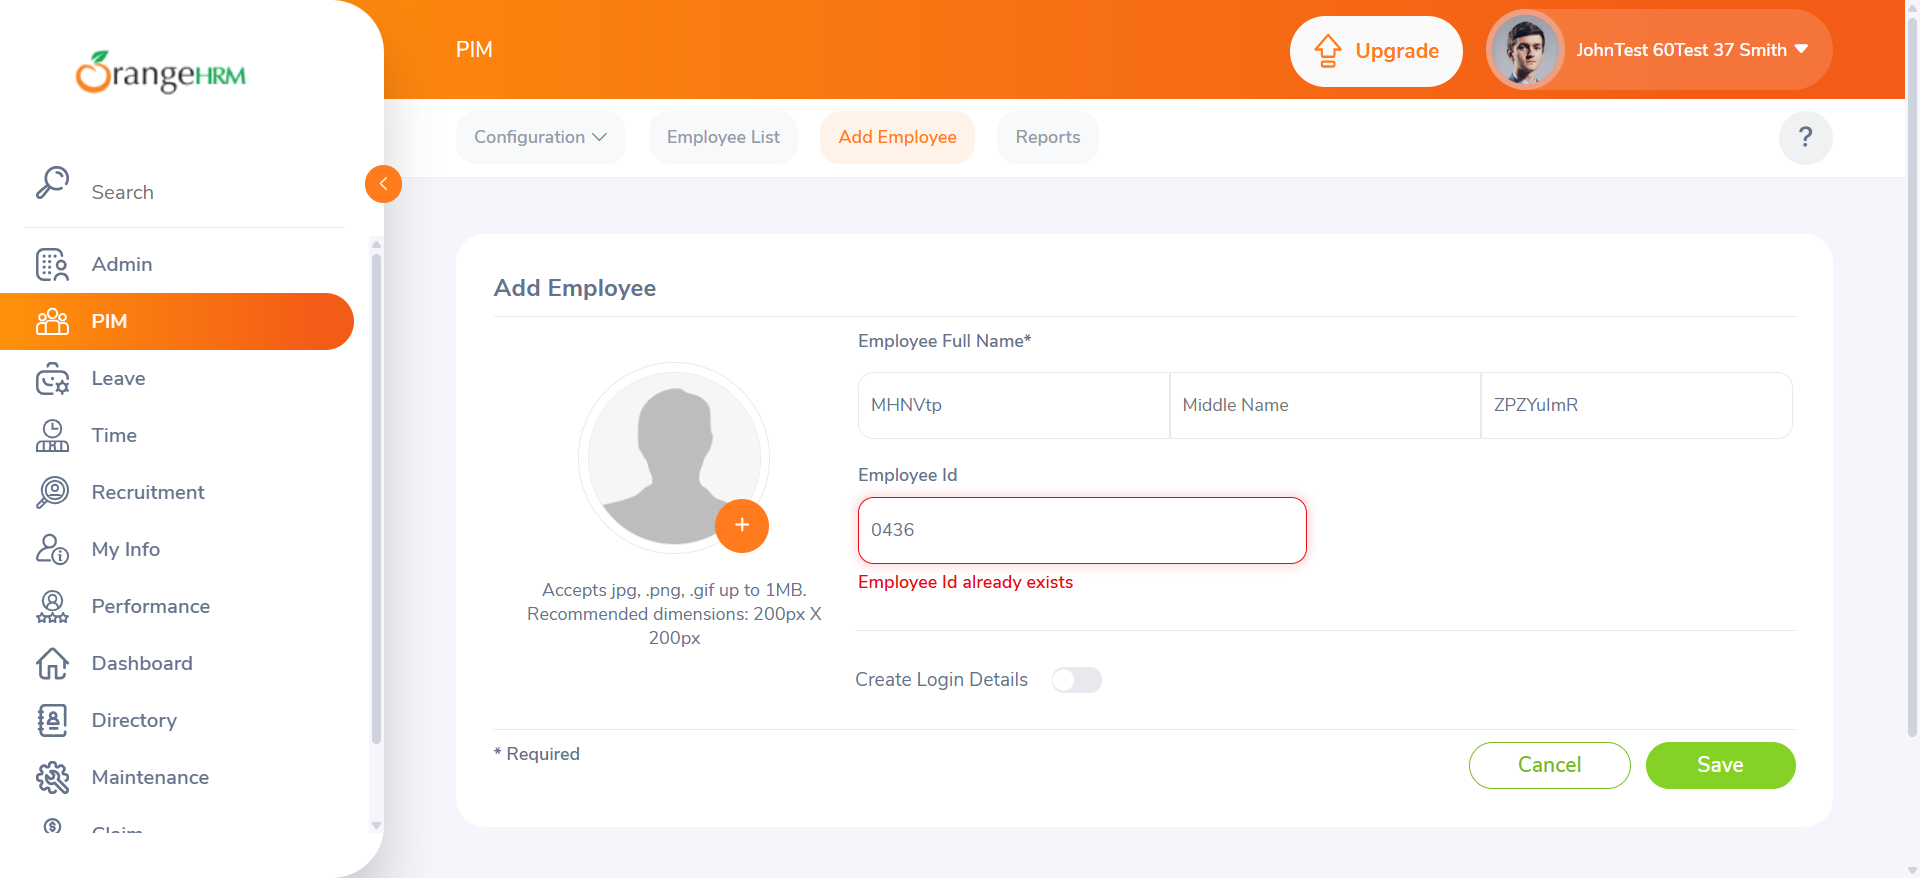 OrangeHRM
PIM
Upgrade
JohnTest 60Test 37 Smith
Search
Configuration
Employee List
Add Employee
Reports
?
Admin
PIM
Leave
Time
Recruitment
My Info
Performance
Dashboard
Directory
Maintenance
Claim
Add Employee
Employee Full Name*
MHNVtp
Middle Name
ZPZYulmR
Employee Id
0436
Employee Id already exists
Accepts jpg, .png, .gif up to 1MB.
Recommended dimensions: 200px X
200px
Create Login Details
* Required
Cancel
Save